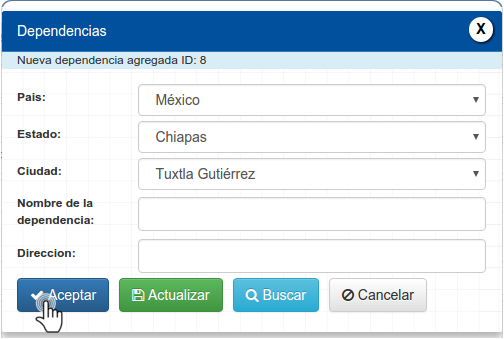 Dependencias
X
Nueva dependencia agregada ID: 8
Pais:
México
Estado:
Chiapas
Ciudad:
Tuxtla Gutiérrez
Nombre de la
dependencia:
Direccion:
Aceptar
Actualizar
Buscar
Cancelar